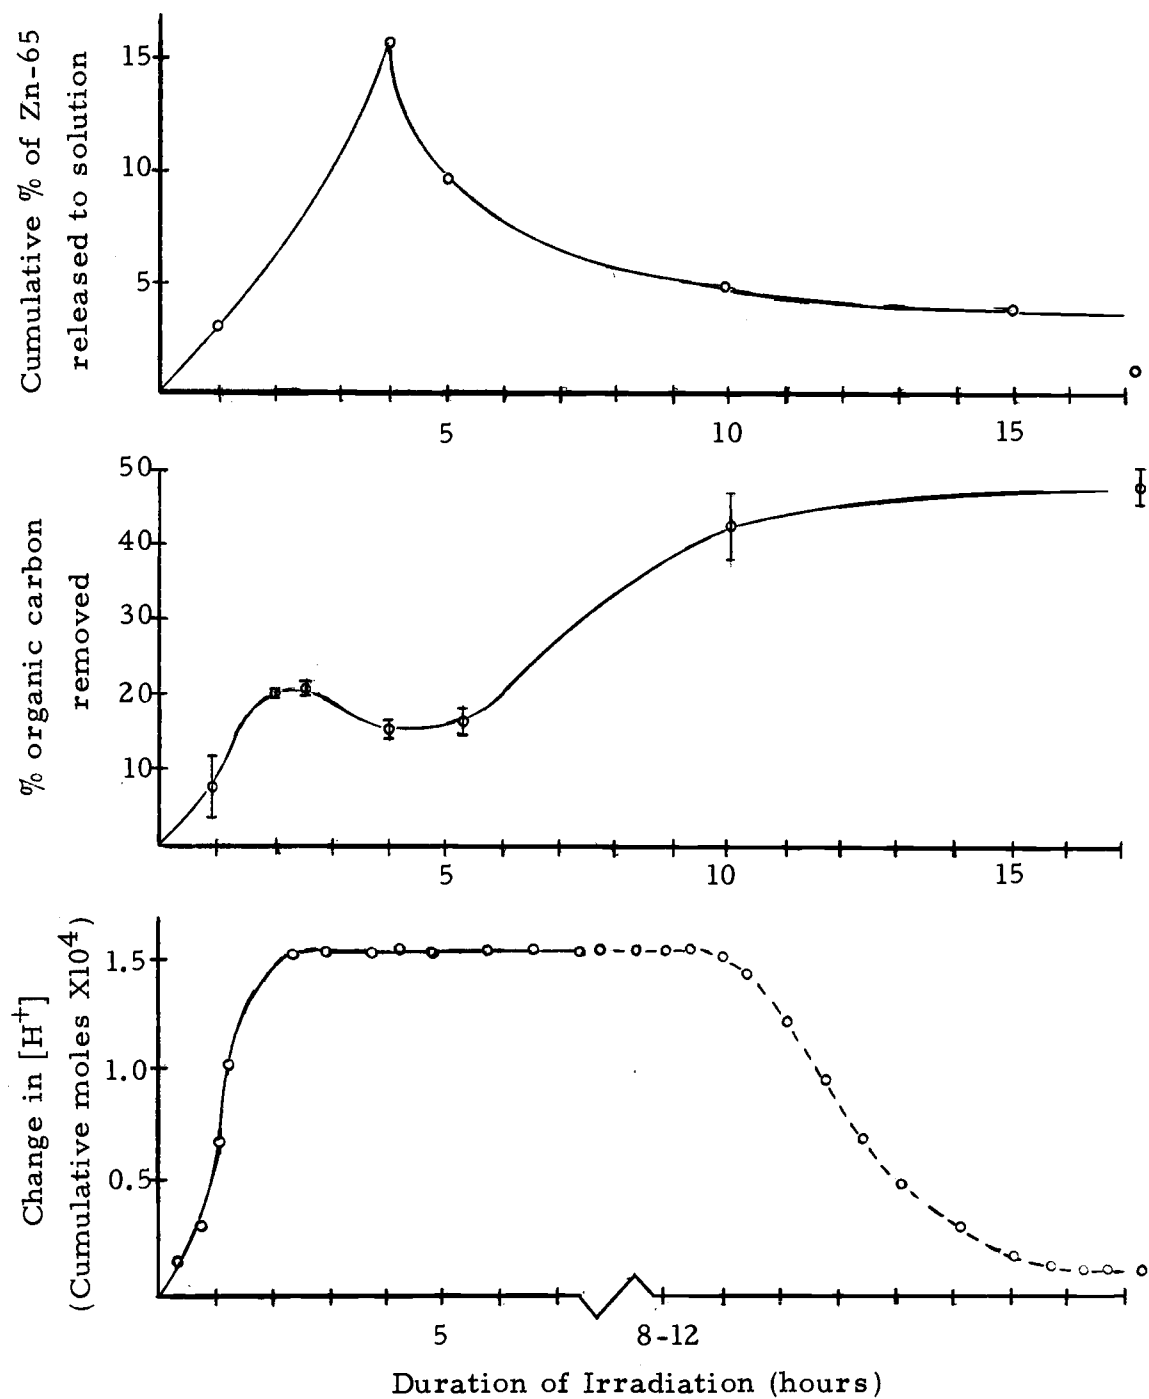 Cumulative % of Zn-65
released to solution
15
10
5
5
10
15
% organic carbon
removed
50
40
30
20
10
5
10
15
Change in [H+]
(Cumulative moles X10⁴)
1.5
1.0
0.5
5
8-12
Duration of Irradiation (hours)